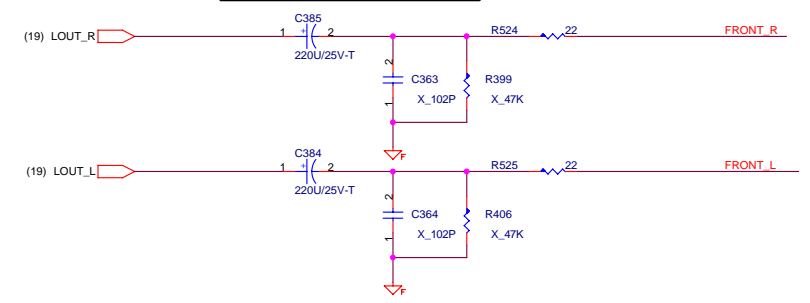 C385
(19) LOUT_R 1 + 2 R524 22 FRONT_R
220U/25V-T
2 C363 R399
1 X_102P X_47K
F
C384
(19) LOUT_L 1 + 2 R525 22 FRONT_L
220U/25V-T
2 C364 R406
1 X_102P X_47K
F